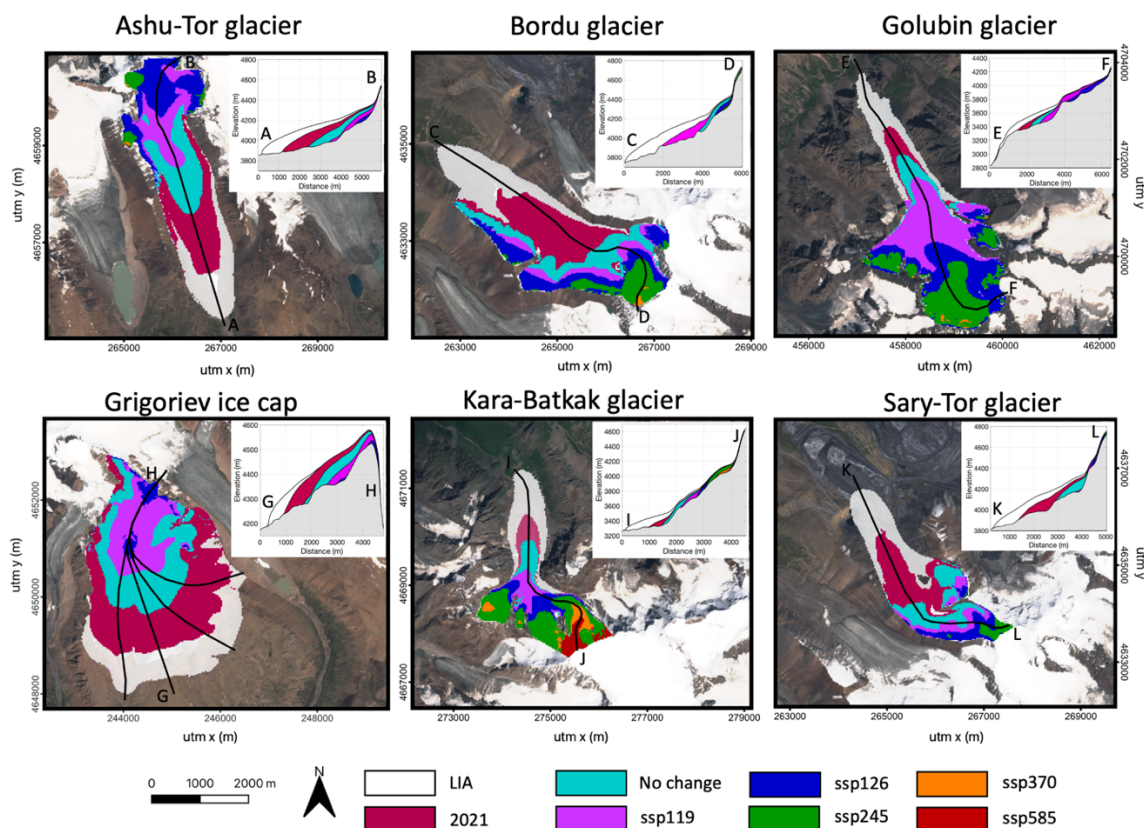 Ashu-Tor glacier
Bordu glacier
Golubin glacier
B
A
B
A
Elevation (m)
4800
4600
4400
4200
4000
3800
0 1000 2000 3000 4000 5000
Distance (m)
utm y (m)
4659000
4657000
265000 267000 269000
utm x (m)
C
D
C
D
Elevation (m)
4800
4600
4400
4200
4000
3800
0 1000 2000 3000 4000 5000 6000
Distance (m)
4635000
4633000
263000 265000 267000 269000
utm x (m)
E
F
E
F
Elevation (m)
4400
4200
4000
3800
3600
3400
3200
3000
2800
0 2000 4000 6000
Distance (m)
4704000
4702000
4700000
utm y
456000 458000 460000 462000
utm x (m)
Grigoriev ice cap
Kara-Batkak glacier
Sary-Tor glacier
H
G
G
H
Elevation (m)
4600
4500
4400
4300
4200
0 1000 2000 3000 4000
Distance (m)
utm y (m)
4652000
4650000
4648000
244000 246000 248000
utm x (m)
I
J
I
J
Elevation (m)
4600
4400
4200
4000
3800
3600
3400
3200
0 1000 2000 3000 4000
Distance (m)
4671000
4669000
4667000
273000 275000 277000 279000
utm x (m)
K
L
K
L
Elevation (m)
4800
4600
4400
4200
4000
3800
1000 2000 3000 4000 5000
Distance (m)
4637000
4635000
4633000
utm y
263000 265000 267000 269000
utm x (m)
0 1000 2000 m
N
LIA
No change
ssp126
ssp370
2021
ssp119
ssp245
ssp585